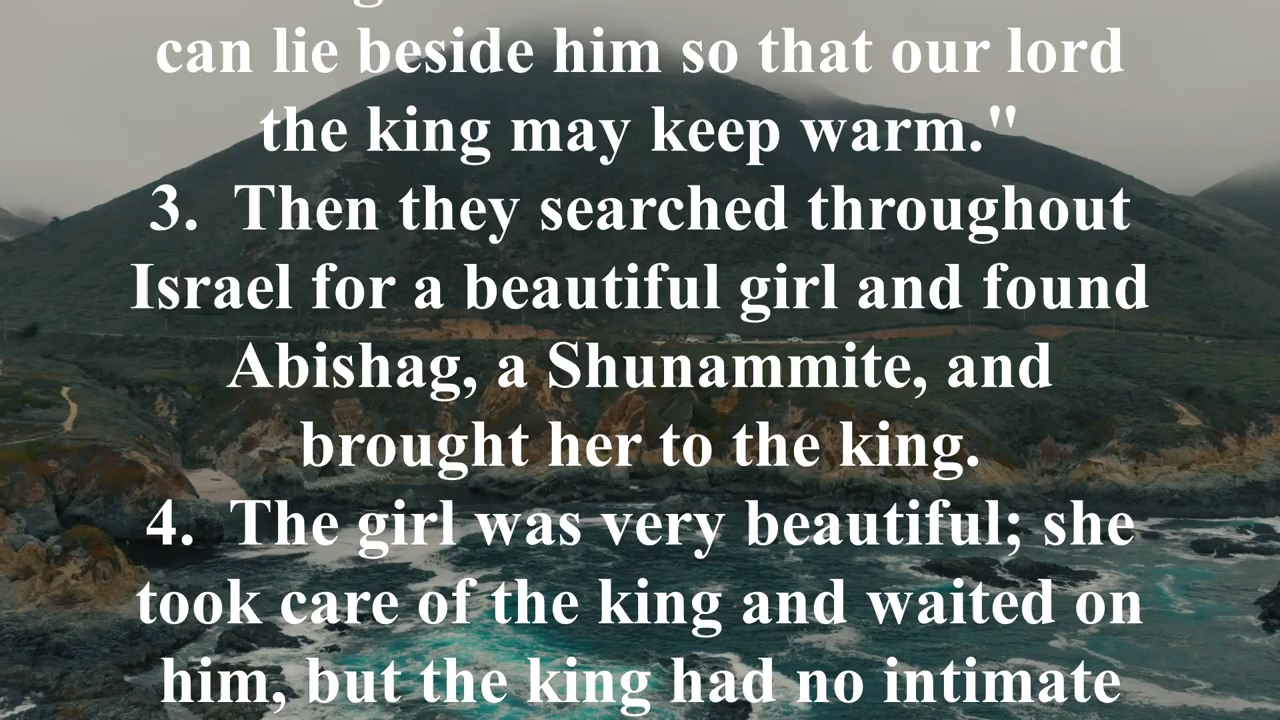 can lie beside him so that our lord
the king may keep warm."
3. Then they searched throughout
Israel for a beautiful girl and found
Abishag, a Shunammite, and
brought her to the king.
4. The girl was very beautiful; she
took care of the king and waited on
him, but the king had no intimate